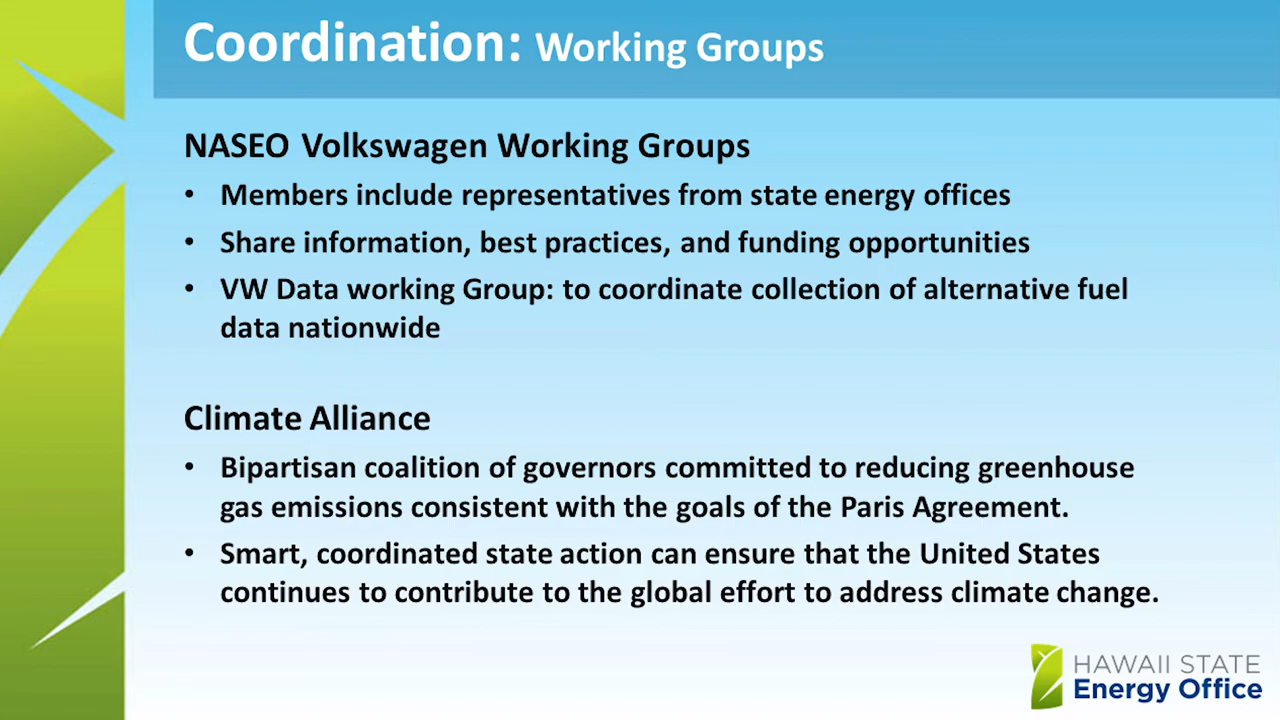 Coordination: Working Groups
NASEO Volkswagen Working Groups
• Members include representatives from state energy offices
• Share information, best practices, and funding opportunities
• VW Data working Group: to coordinate collection of alternative fuel
data nationwide
Climate Alliance
• Bipartisan coalition of governors committed to reducing greenhouse
gas emissions consistent with the goals of the Paris Agreement.
• Smart, coordinated state action can ensure that the United States
continues to contribute to the global effort to address climate change.
HAWAII STATE
Energy Office